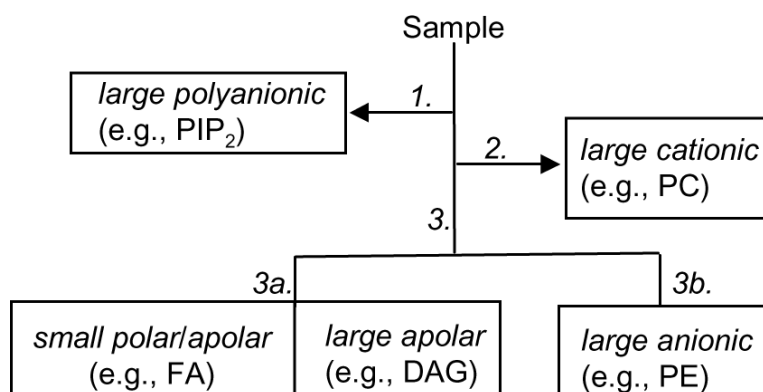 Sample
large polyanionic
(e.g., PIP₂)
1.
2.
large cationic
(e.g., PC)
3.
3a.
3b.
small polar/apolar
(e.g., FA)
large apolar
(e.g., DAG)
large anionic
(e.g., PE)